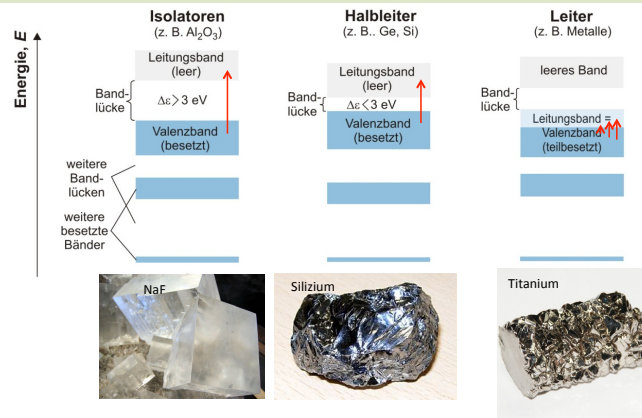 Isolatoren
(z. B. Al₂O₃)
Halbleiter
(z. B.. Ge, Si)
Leiter
(z. B. Metalle)
Energie, E
Leitungsband
(leer)
Band-
lücke
Δε > 3 eV
Valenzband
(besetzt)
Leitungsband
(leer)
Band-
lücke
Δε < 3 eV
Valenzband
(besetzt)
leeres Band
Band-
lücke
Leitungsband =
Valenzband
(teilbesetzt)
weitere
Band-
lücken
weitere
besetzte
Bänder
NaF
Silizium
Titanium